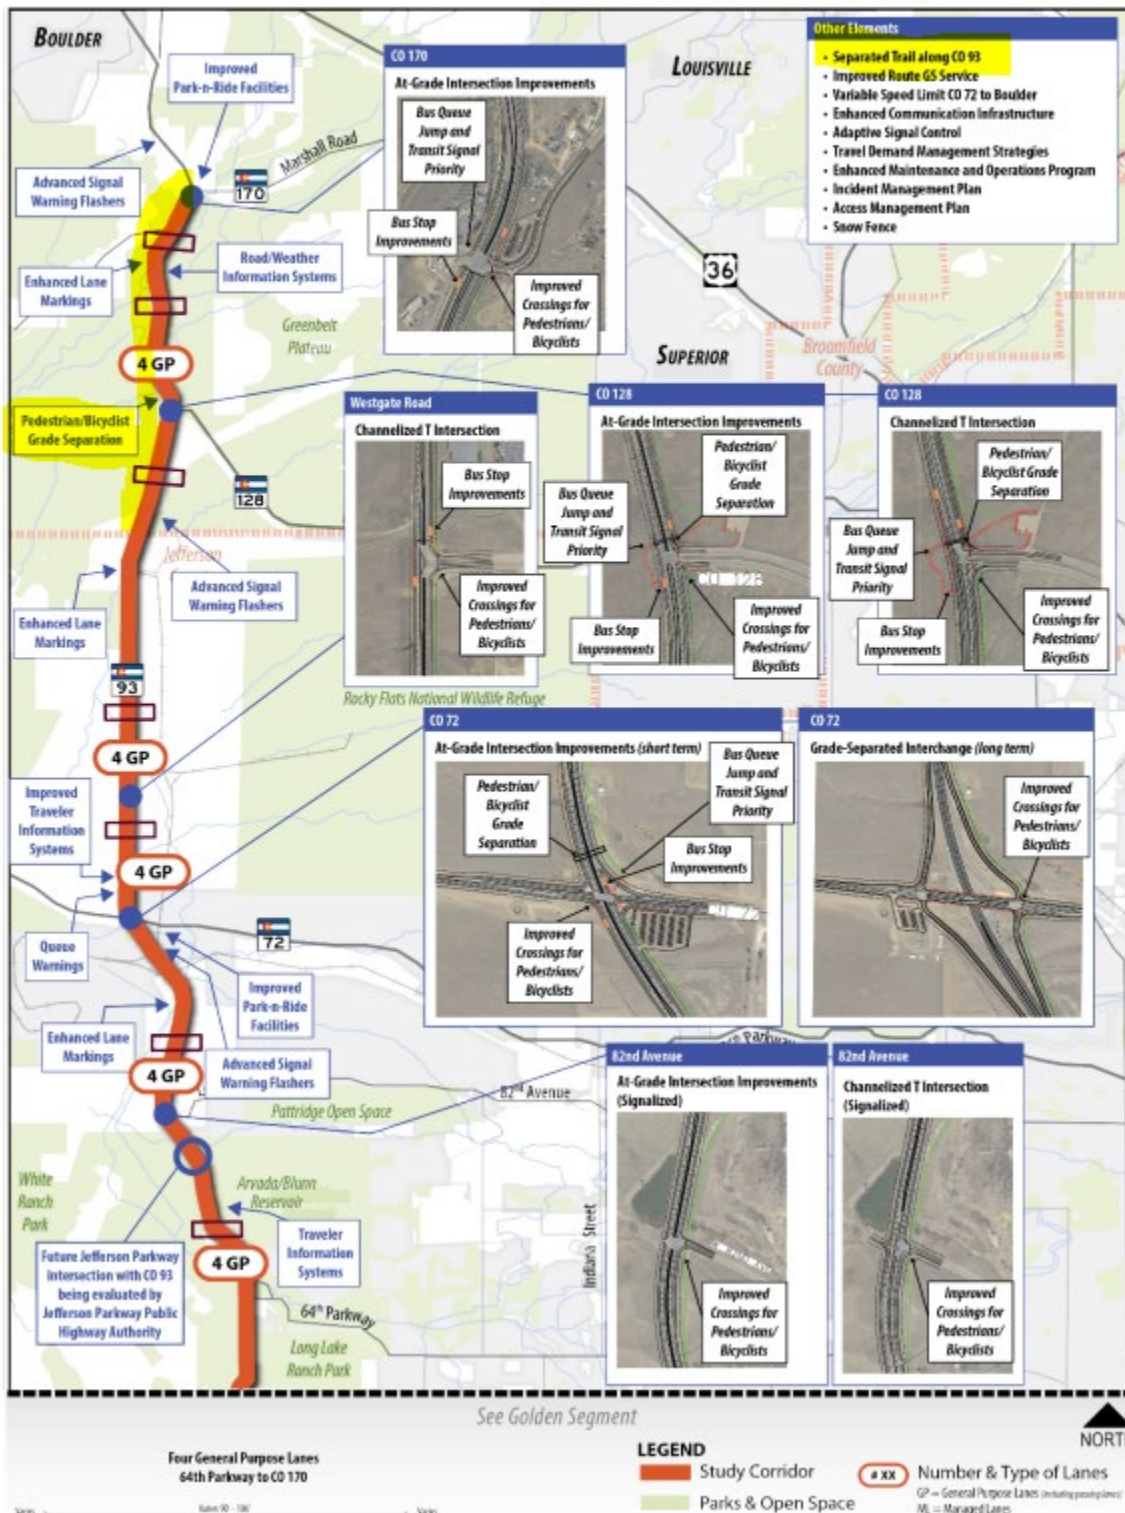 BOULDER
Improved
Park-n-Ride Facilities
Advanced Signal
Warning Flashers
170
Marshall Road
Enhanced Lane
Markings
Road/Weather
Information Systems
Greenbelt
Plateau
4 GP
Pedestrian/Bicyclist
Grade Separation
128
Jefferson
Enhanced Lane
Markings
Advanced Signal
Warning Flashers
93
4 GP
Improved
Traveler
Information
Systems
4 GP
Queue
Warnings
72
Improved
Park-n-Ride
Facilities
Enhanced Lane
Markings
Advanced Signal
Warning Flashers
4 GP
82nd Avenue
Pattridge Open Space
White
Ranch
Park
Arvada/Blunn
Reservoir
Future Jefferson Parkway
intersection with CO 93
being evaluated by
Jefferson Parkway Public
Highway Authority
Traveler
Information
Systems
4 GP
64th Parkway
Long Lake
Ranch Park
Indiana Street
CO 170
At-Grade Intersection Improvements
Bus Queue
Jump and
Transit Signal
Priority
Bus Stop
Improvements
Improved
Crossings for
Pedestrians/
Bicyclists
LOUISVILLE
36
SUPERIOR
Broomfield
County
Other Elements
• Separated Trail along CO 93
• Improved Route GS Service
• Variable Speed Limit CO 72 to Boulder
• Enhanced Communication Infrastructure
• Adaptive Signal Control
• Travel Demand Management Strategies
• Enhanced Maintenance and Operations Program
• Incident Management Plan
• Access Management Plan
• Snow Fence
Westgate Road
Channelized T Intersection
Bus Stop
Improvements
Improved
Crossings for
Pedestrians/
Bicyclists
Rocky Flats National Wildlife Refuge
CO 128
At-Grade Intersection Improvements
Pedestrian/
Bicyclist
Grade
Separation
Bus Queue
Jump and
Transit Signal
Priority
CO 128
Bus Stop
Improvements
Improved
Crossings for
Pedestrians/
Bicyclists
CO 128
Channelized T Intersection
Pedestrian/
Bicyclist Grade
Separation
Bus Queue
Jump and
Transit Signal
Priority
Bus Stop
Improvements
Improved
Crossings for
Pedestrians/
Bicyclists
CO 72
At-Grade Intersection Improvements (short term)
Pedestrian/
Bicyclist
Grade
Separation
Bus Queue
Jump and
Transit Signal
Priority
Bus Stop
Improvements
Improved
Crossings for
Pedestrians/
Bicyclists
CO 72
Grade-Separated Interchange (long term)
Improved
Crossings for
Pedestrians/
Bicyclists
Parkway
82nd Avenue
At-Grade Intersection Improvements
(Signalized)
Improved
Crossings for
Pedestrians/
Bicyclists
82nd Avenue
Channelized T Intersection
(Signalized)
Improved
Crossings for
Pedestrians/
Bicyclists
See Golden Segment
NORTH
Four General Purpose Lanes
64th Parkway to CO 170
LEGEND
Study Corridor
Parks & Open Space
# XX
Number & Type of Lanes
GP = General Purpose Lanes (including passing lanes)
ML = Managed Lanes